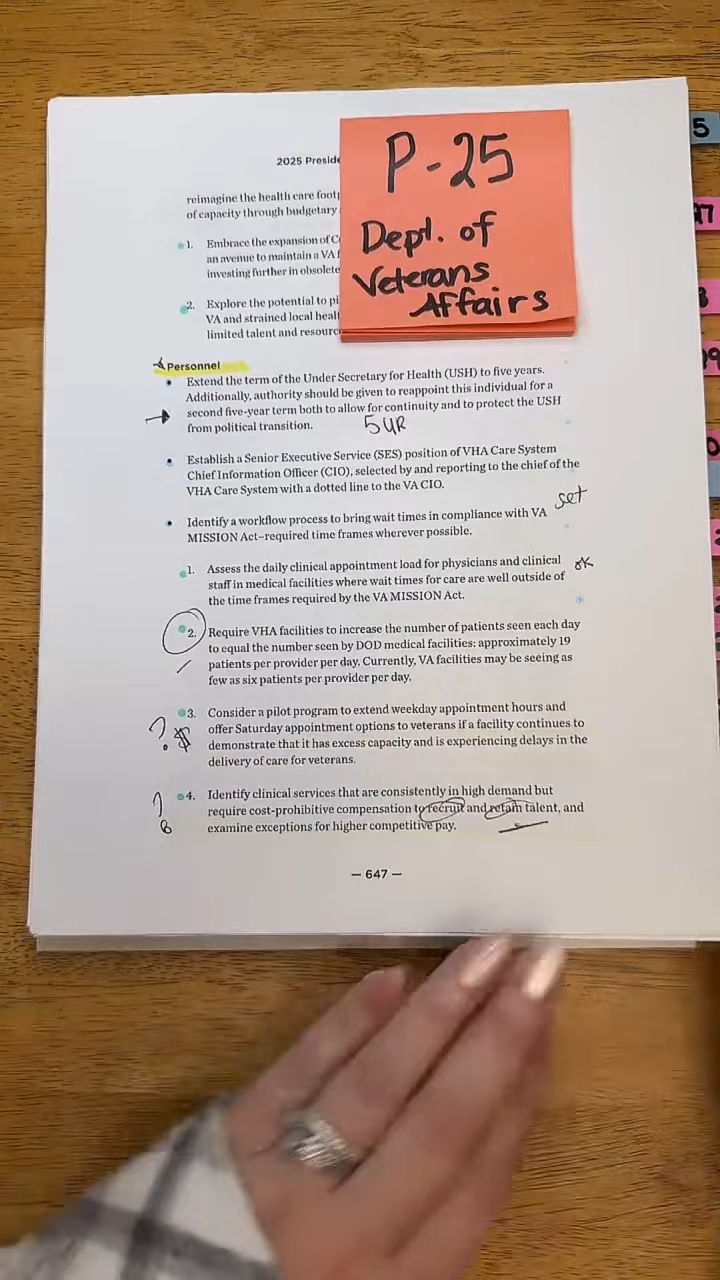 5
P-25
Dept. of
Veterans
Affairs
2025 Preside
reimagine the health care foot
of capacity through budgetary
1. Embrace the expansion of C
an avenue to maintain a VA
investing further in obsolete
2. Explore the potential to pi
VA and strained local heal
limited talent and resourc
Personnel
• Extend the term of the Under Secretary for Health (USH) to five years.
Additionally, authority should be given to reappoint this individual for a
second five-year term both to allow for continuity and to protect the USH
from political transition.
5 YR
• Establish a Senior Executive Service (SES) position of VHA Care System
Chief Information Officer (CIO), selected by and reporting to the chief of the
VHA Care System with a dotted line to the VA CIO.
set
• Identify a workflow process to bring wait times in compliance with VA
MISSION Act–required time frames wherever possible.
1. Assess the daily clinical appointment load for physicians and clinical
ok
staff in medical facilities where wait times for care are well outside of
the time frames required by the VA MISSION Act.
2. Require VHA facilities to increase the number of patients seen each day
to equal the number seen by DOD medical facilities: approximately 19
patients per provider per day. Currently, VA facilities may be seeing as
few as six patients per provider per day.
3. Consider a pilot program to extend weekday appointment hours and
? $
offer Saturday appointment options to veterans if a facility continues to
demonstrate that it has excess capacity and is experiencing delays in the
delivery of care for veterans.
4. Identify clinical services that are consistently in high demand but
?
require cost-prohibitive compensation to recruit and retain talent, and
examine exceptions for higher competitive pay.
— 647 —